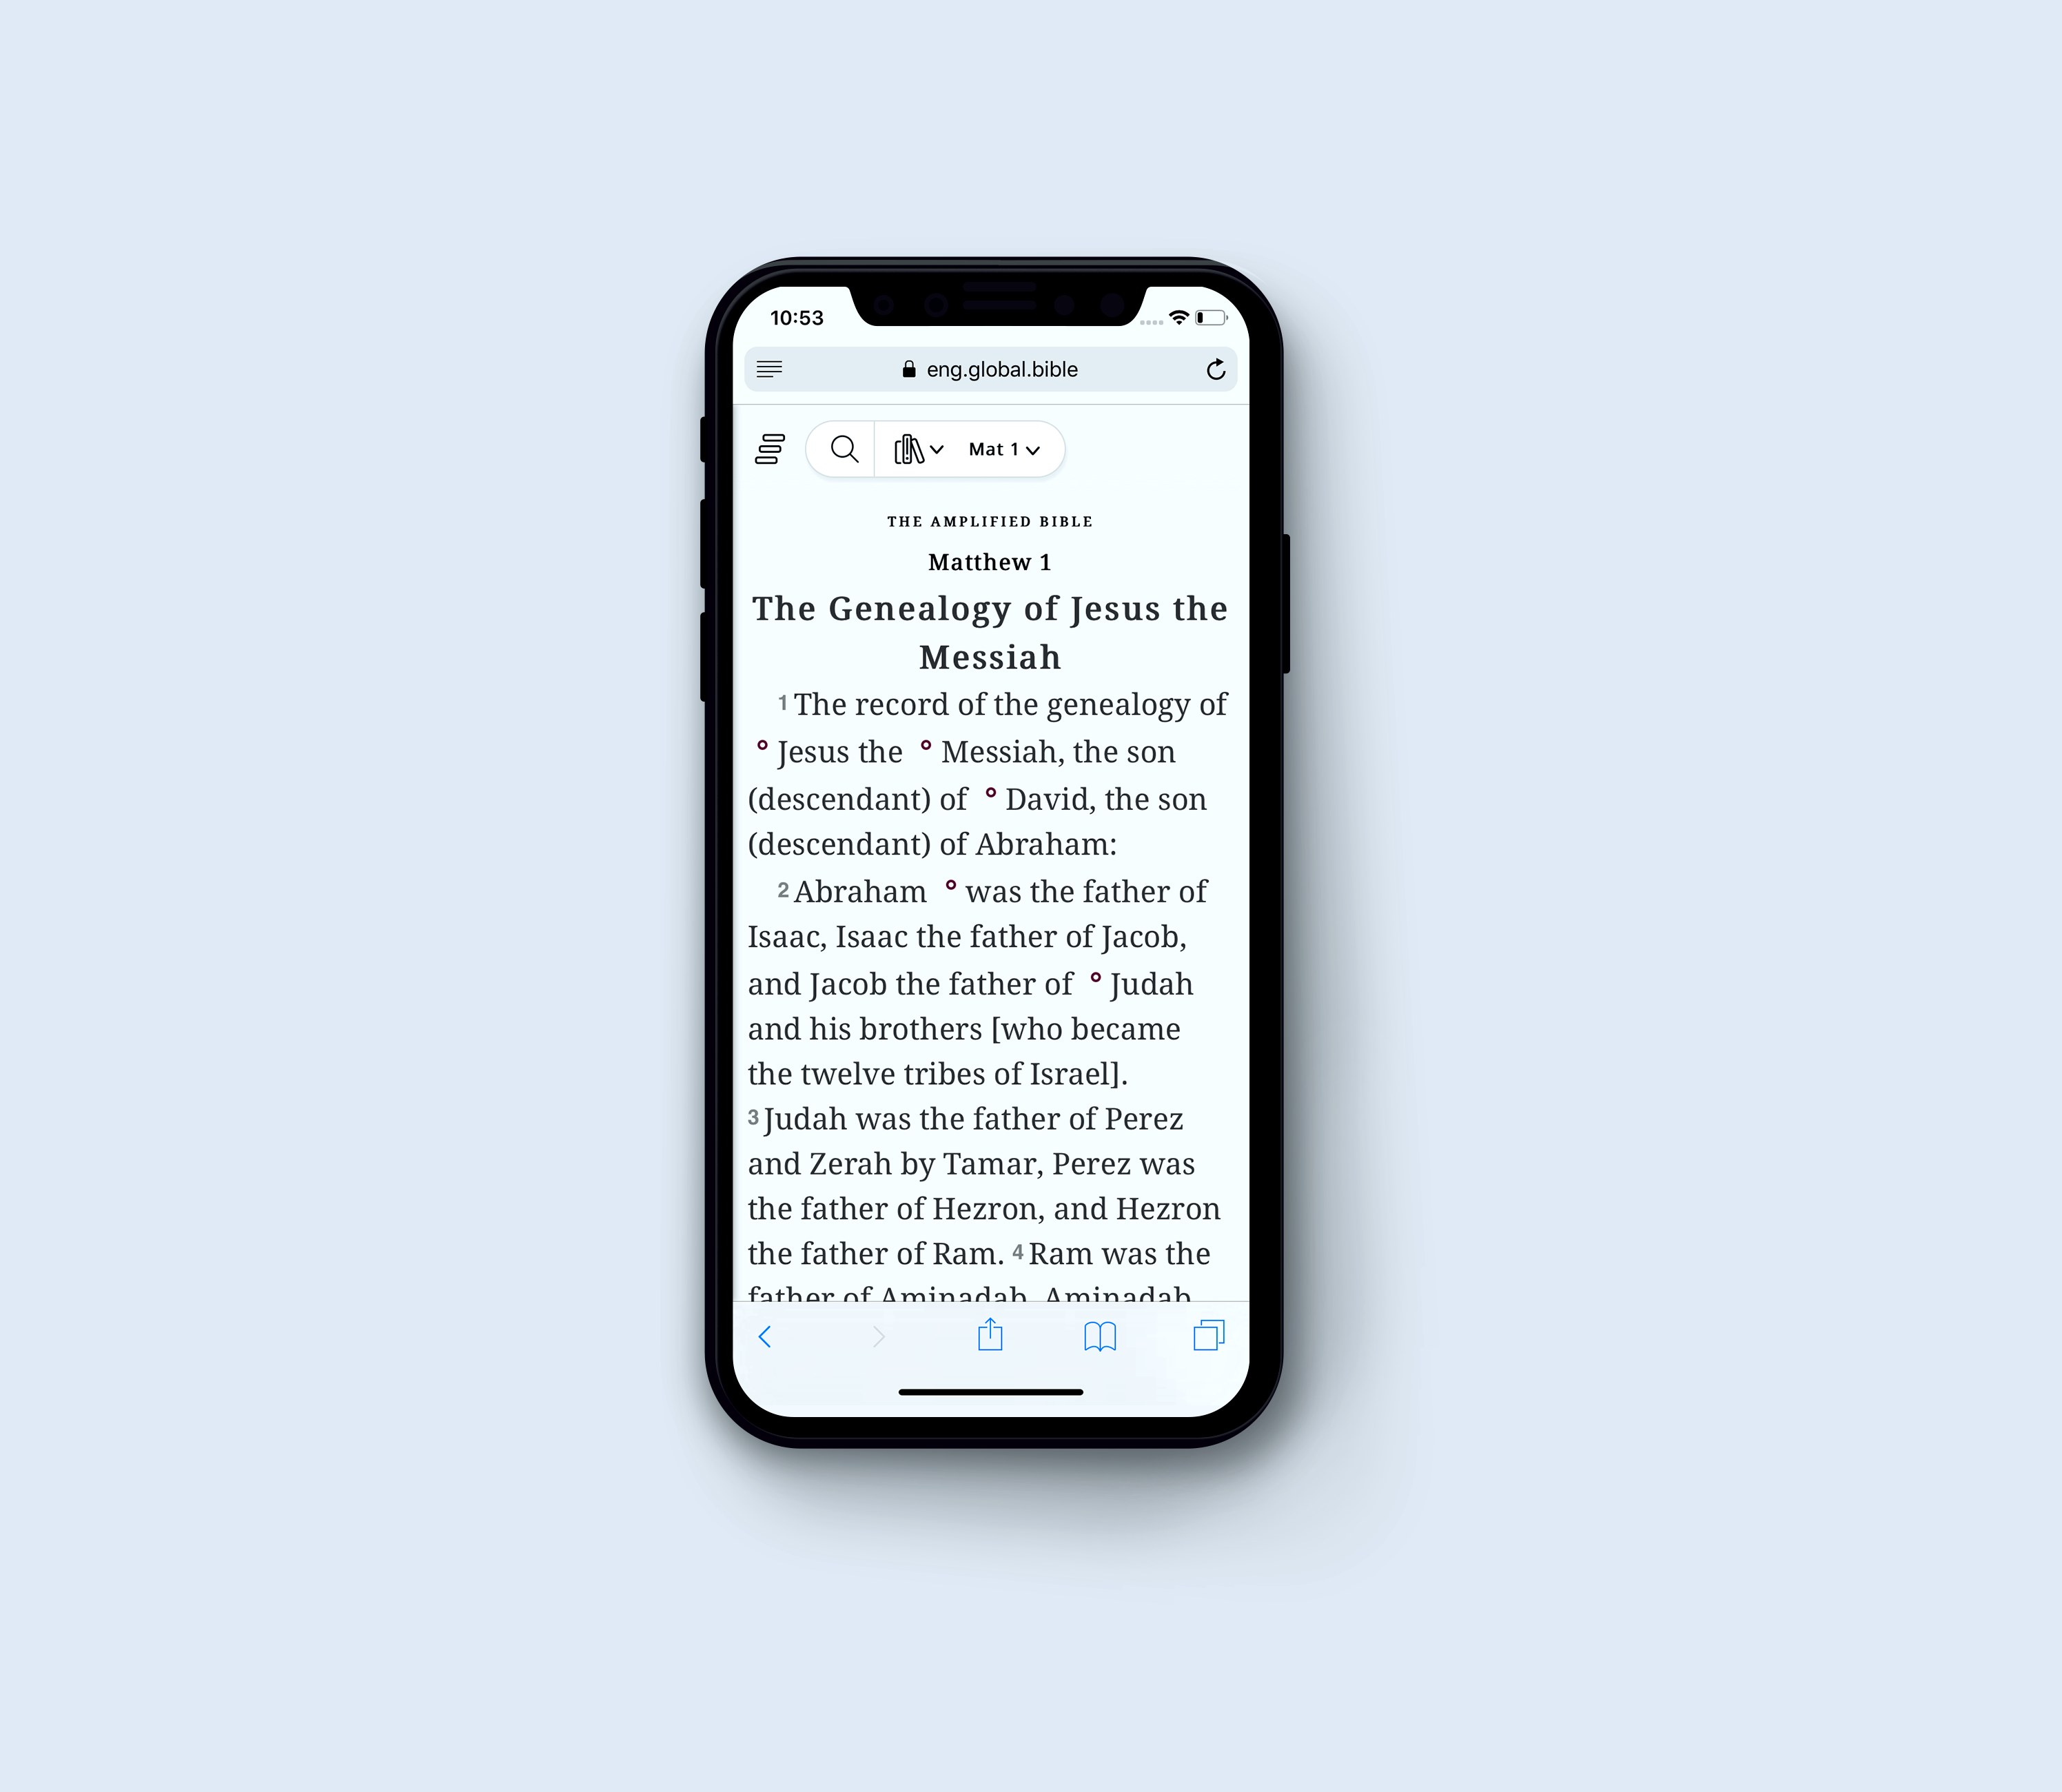 10:53
eng.global.bible
Mat 1
THE AMPLIFIED BIBLE
Matthew 1
The Genealogy of Jesus the
Messiah
1 The record of the genealogy of
° Jesus the ° Messiah, the son
(descendant) of ° David, the son
(descendant) of Abraham:
2 Abraham ° was the father of
Isaac, Isaac the father of Jacob,
and Jacob the father of ° Judah
and his brothers [who became
the twelve tribes of Israel].
3 Judah was the father of Perez
and Zerah by Tamar, Perez was
the father of Hezron, and Hezron
the father of Ram. 4 Ram was the
father of Aminadab, Aminadab